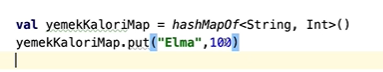 val yemekKaloriMap = hashMapOf<String, Int>()
yemekKaloriMap.put("Elma",100)